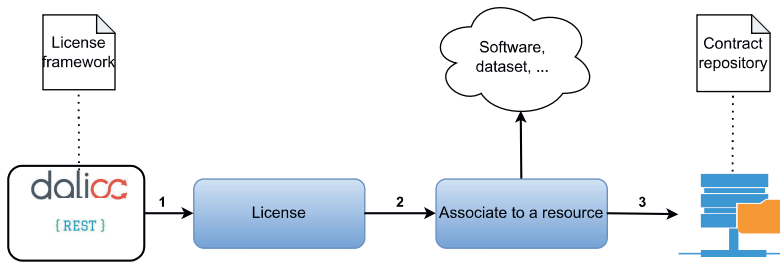 License
framework
Software,
dataset, ...
Contract
repository
dalicc
{REST}
1
License
2
Associate to a resource
3